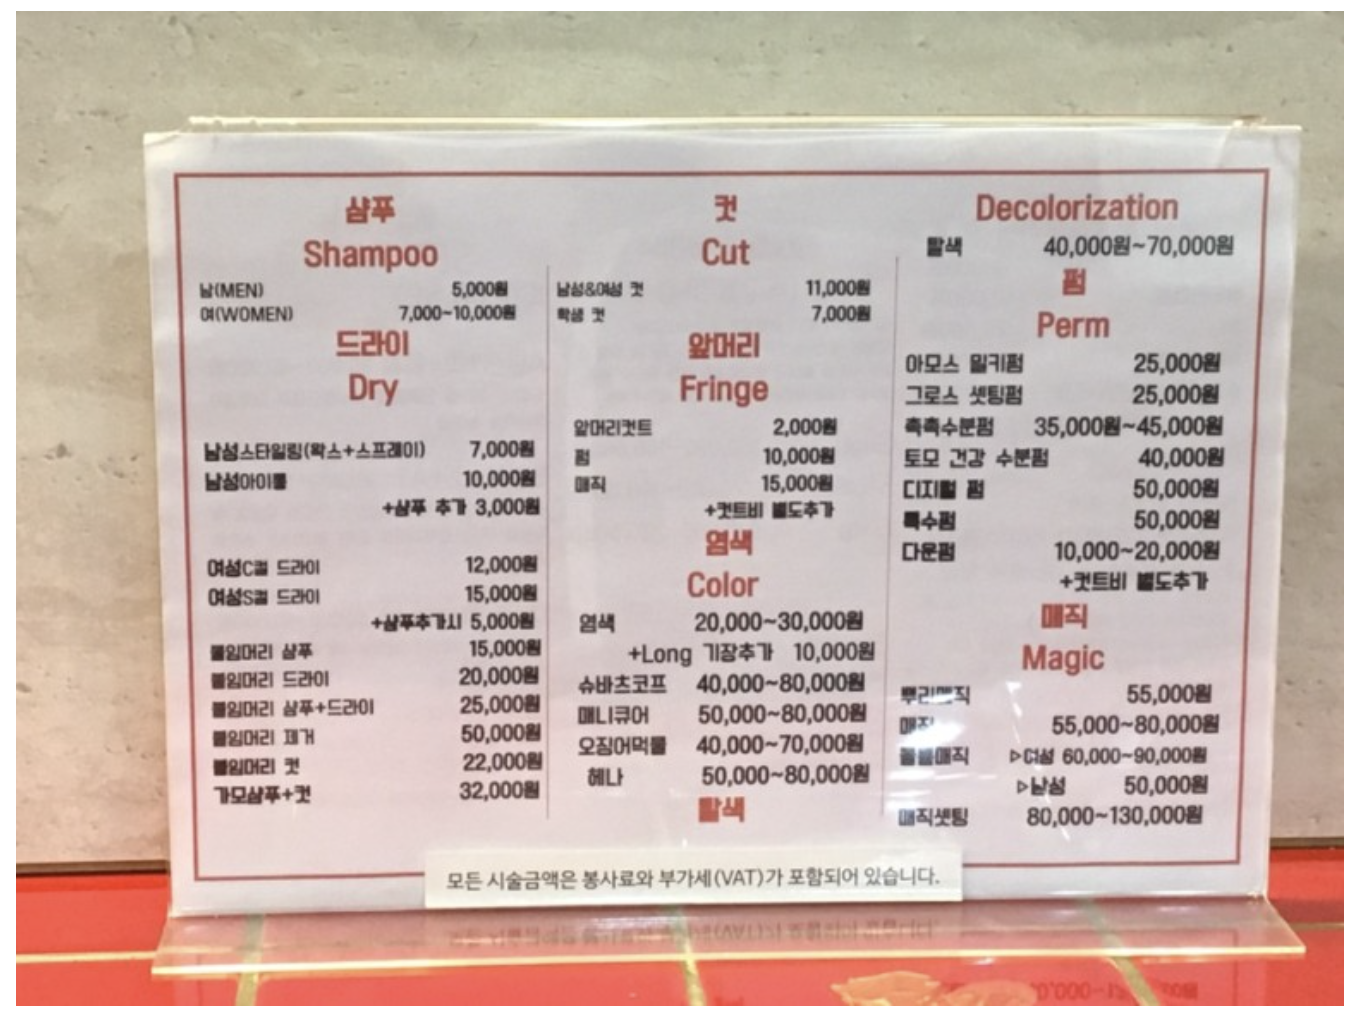 샴푸
Shampoo
남(MEN) 5,000원
여(WOMEN) 7,000~10,000원
드라이
Dry
남성스타일링(왁스+스프레이) 7,000원
남성아이롱 10,000원
+샴푸 추가 3,000원
여성C컬 드라이 12,000원
여성S컬 드라이 15,000원
+샴푸추가시 5,000원
붙임머리 샴푸 15,000원
붙임머리 드라이 20,000원
붙임머리 샴푸+드라이 25,000원
붙임머리 제거 50,000원
붙임머리 컷 22,000원
가모샴푸+컷 32,000원
컷
Cut
남성&여성 컷 11,000원
학생 컷 7,000원
앞머리
Fringe
앞머리컷트 2,000원
펌 10,000원
매직 15,000원
+컷트비 별도추가
염색
Color
염색 20,000~30,000원
+Long 기장추가 10,000원
슈바츠코프 40,000~80,000원
매니큐어 50,000~80,000원
오징어먹물 40,000~70,000원
헤나 50,000~80,000원
탈색
Decolorization
탈색 40,000원~70,000원
펌
Perm
아모스 밀키펌 25,000원
그로스 셋팅펌 25,000원
촉촉수분펌 35,000원~45,000원
토모 건강 수분펌 40,000원
디지털 펌 50,000원
특수펌 50,000원
다운펌 10,000~20,000원
+컷트비 별도추가
매직
Magic
뿌리매직 55,000원
매직 55,000~80,000원
볼륨매직 ▷여성 60,000~90,000원
▷남성 50,000원
매직셋팅 80,000~130,000원
모든 시술금액은 봉사료와 부가세(VAT)가 포함되어 있습니다.